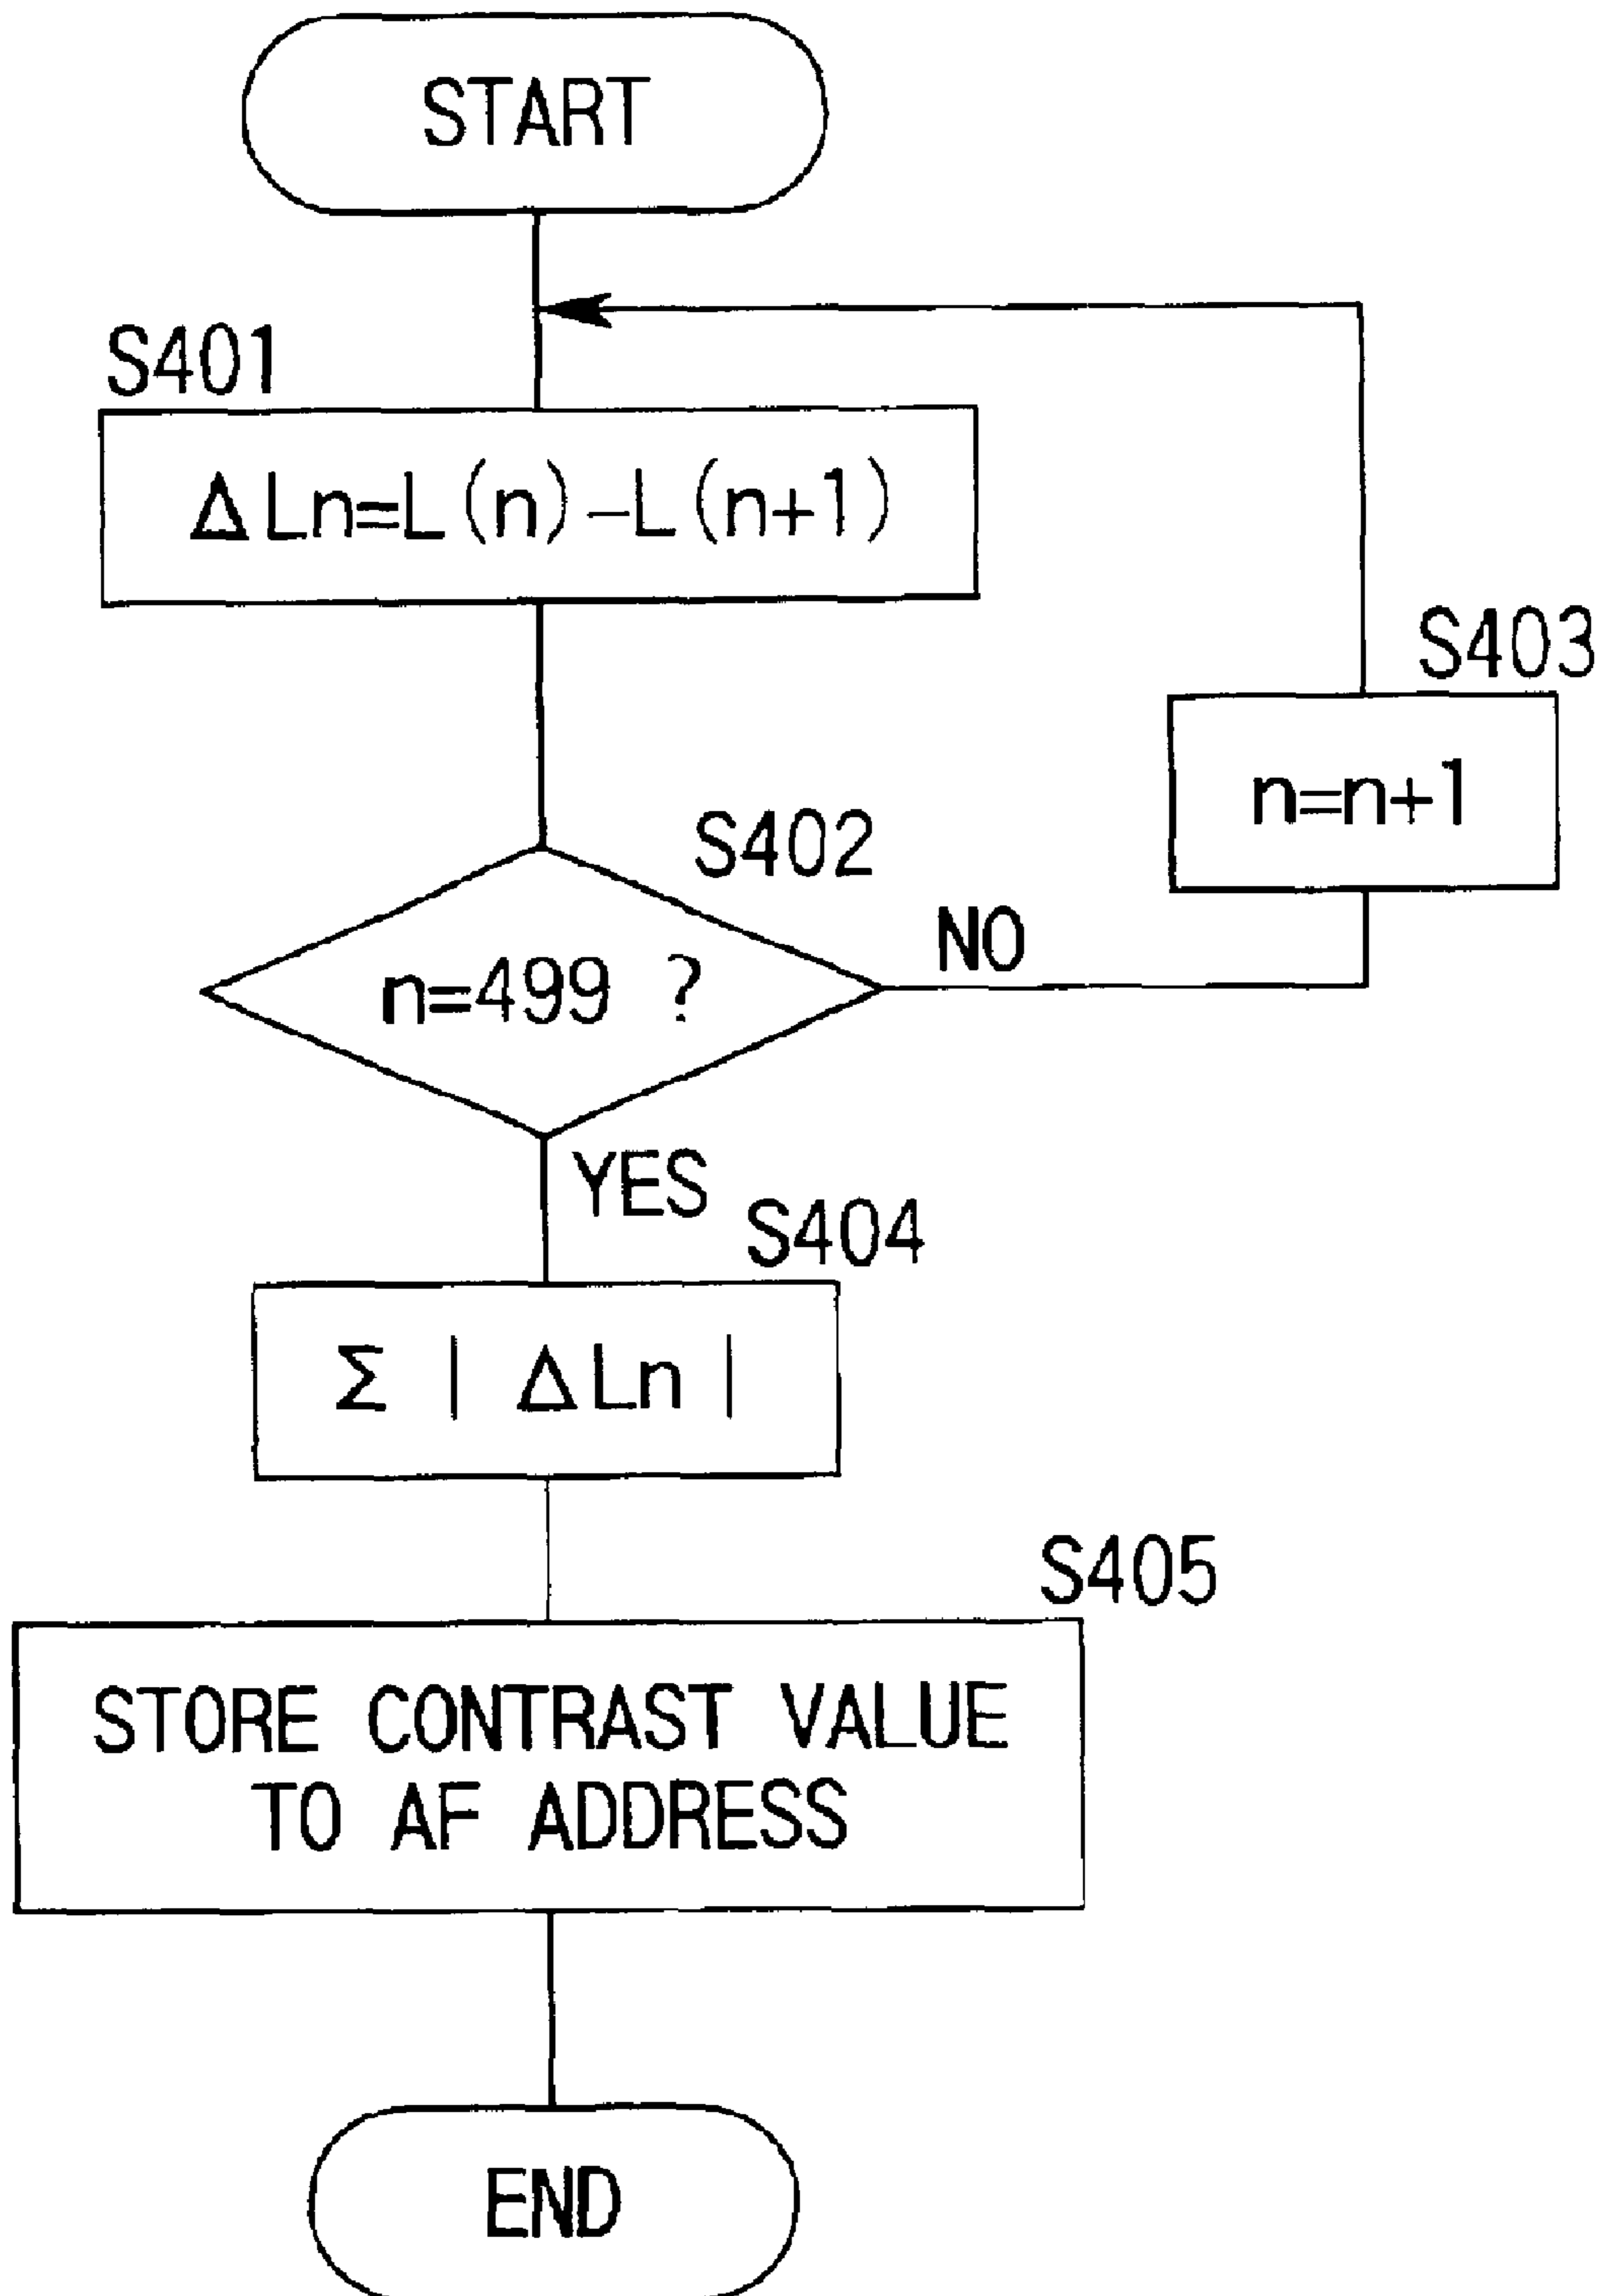 START
S401
ΔLn=L(n)-L(n+1)
S403
n=n+1
S402
n=499 ?
NO
YES
S404
Σ | ΔLn |
S405
STORE CONTRAST VALUE
TO AF ADDRESS
END